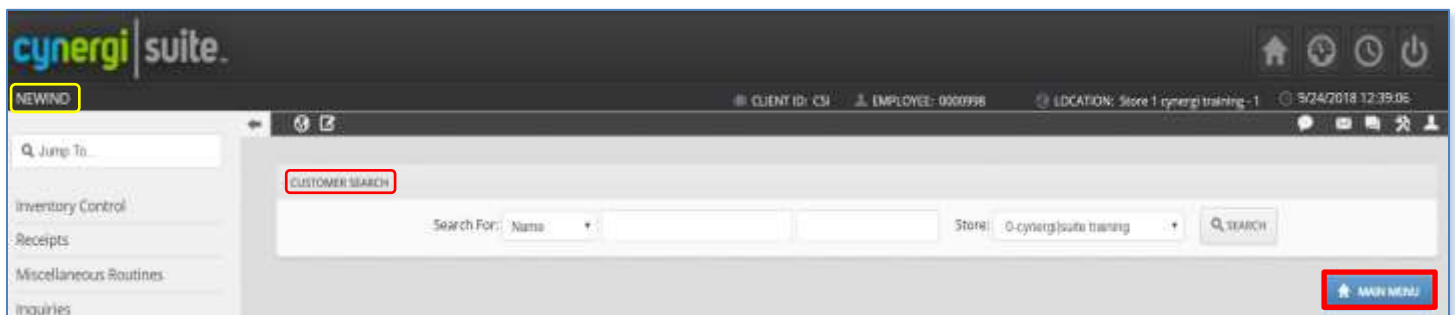 cynergi|suite.
NEWINO
CLIENT ID: CSI EMPLOYEE: 0000998 LOCATION: Store 1 cynergi training - 1 9/24/2018 12:39:06
Jump To...
CUSTOMER SEARCH
Inventory Control
Search For: Name Store: 0-cynergi|suite training SEARCH
Receipts
Miscellaneous Routines
MAIN MENU
Inquiries